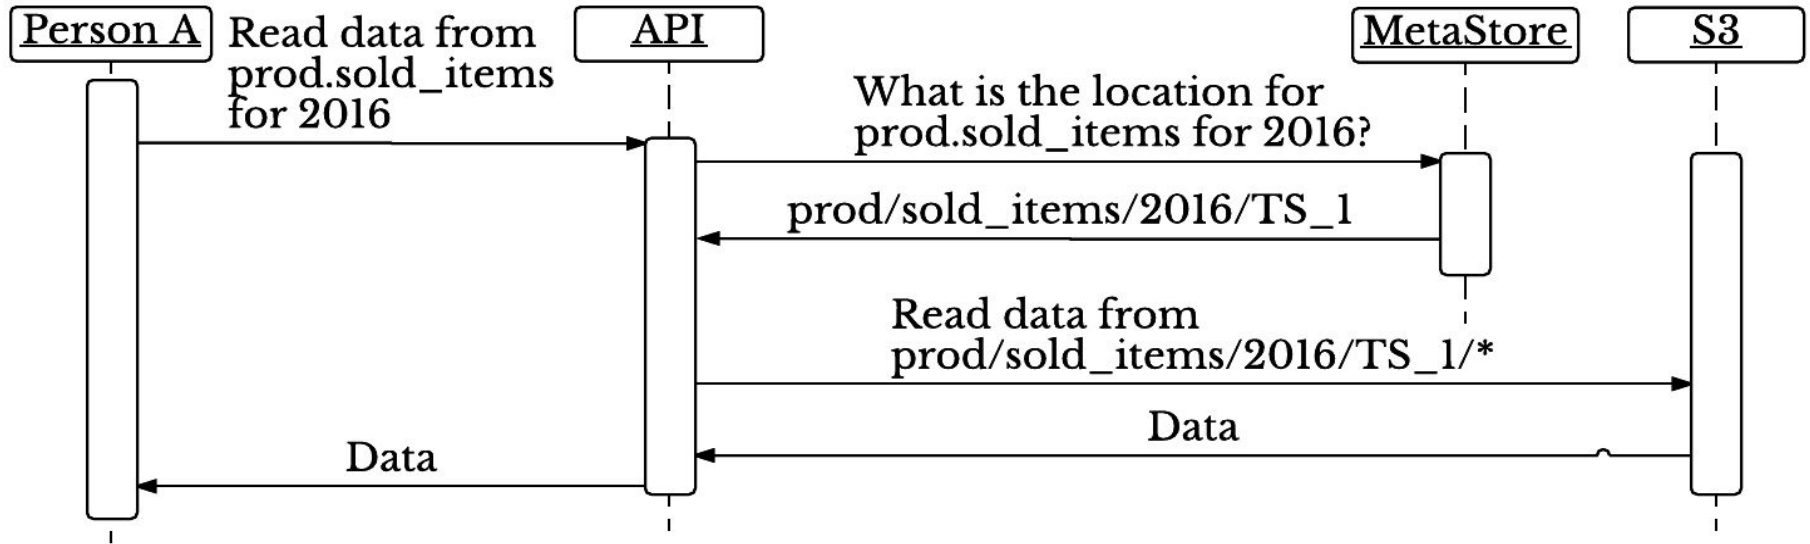 Person A
API
MetaStore
S3
Read data from
prod.sold_items
for 2016
What is the location for
prod.sold_items for 2016?
prod/sold_items/2016/TS_1
Read data from
prod/sold_items/2016/TS_1/*
Data
Data